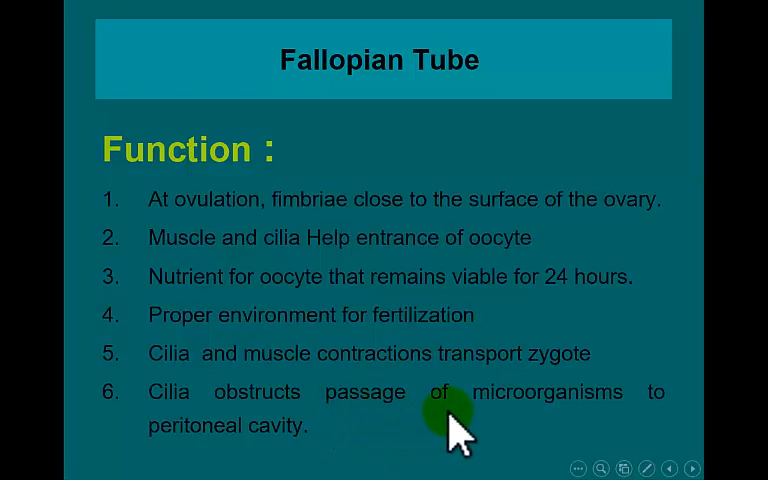 Fallopian Tube
Function :
1. At ovulation, fimbriae close to the surface of the ovary.
2. Muscle and cilia Help entrance of oocyte
3. Nutrient for oocyte that remains viable for 24 hours.
4. Proper environment for fertilization
5. Cilia and muscle contractions transport zygote
6. Cilia obstructs passage of microorganisms to
peritoneal cavity.